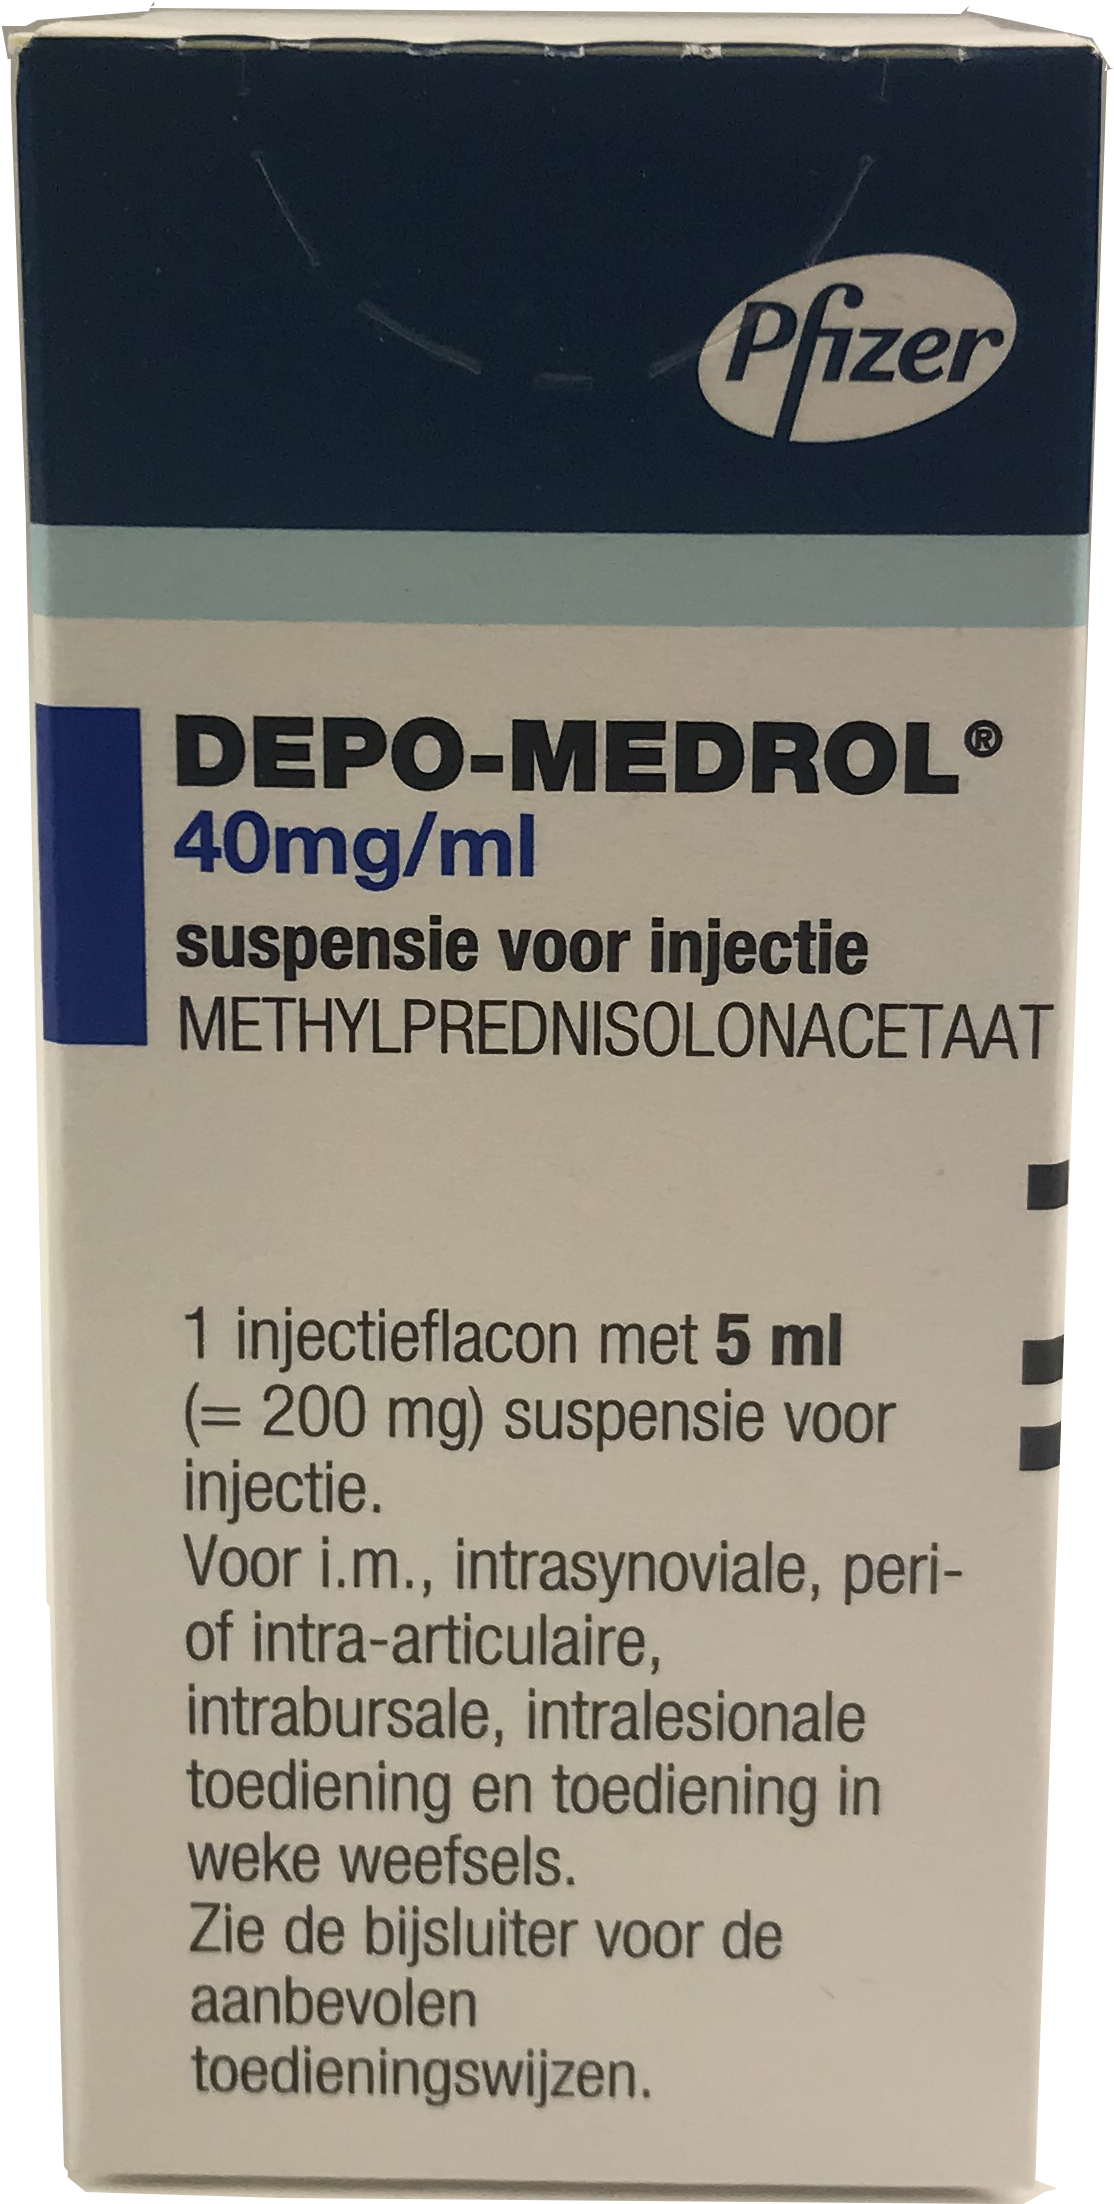 Pfizer
DEPO-MEDROL®
40mg/ml
suspensie voor injectie
METHYLPREDNISOLONACETAAT
1 injectieflacon met 5 ml
(= 200 mg) suspensie voor
injectie.
Voor i.m., intrasynoviale, peri-
of intra-articulaire,
intrabursale, intralesionale
toediening en toediening in
weke weefsels.
Zie de bijsluiter voor de
aanbevolen
toedieningswijzen.